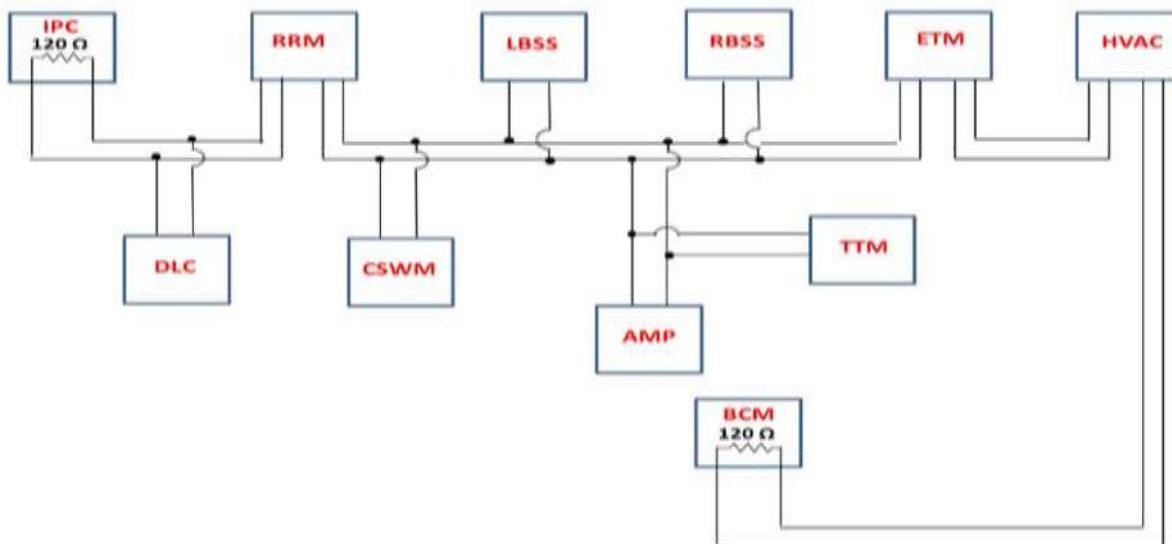 IPC
120 Ω
RRM
LBSS
RBSS
ETM
HVAC
DLC
CSWM
TTM
AMP
BCM
120 Ω